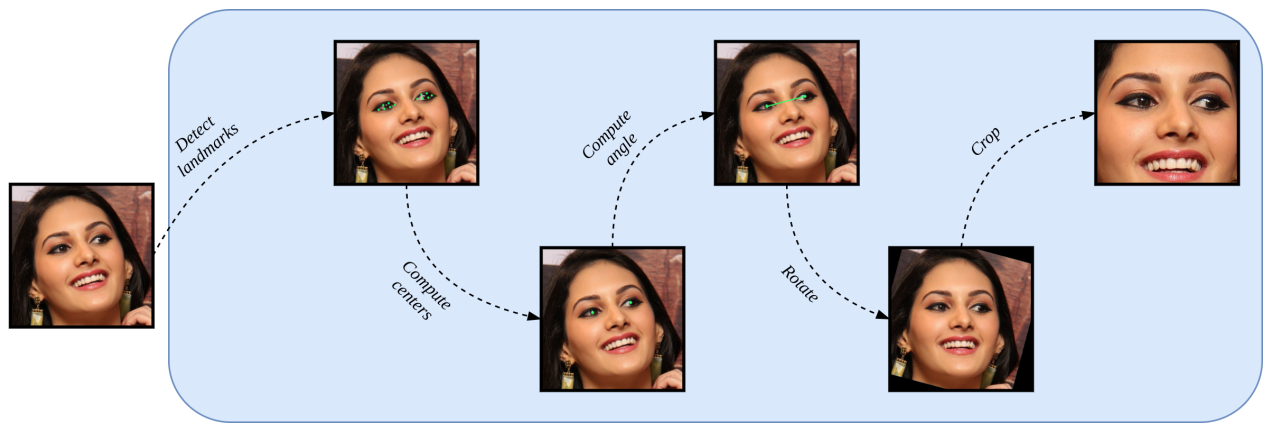 Detect
landmarks
Compute
centers
Compute
angle
Rotate
Crop